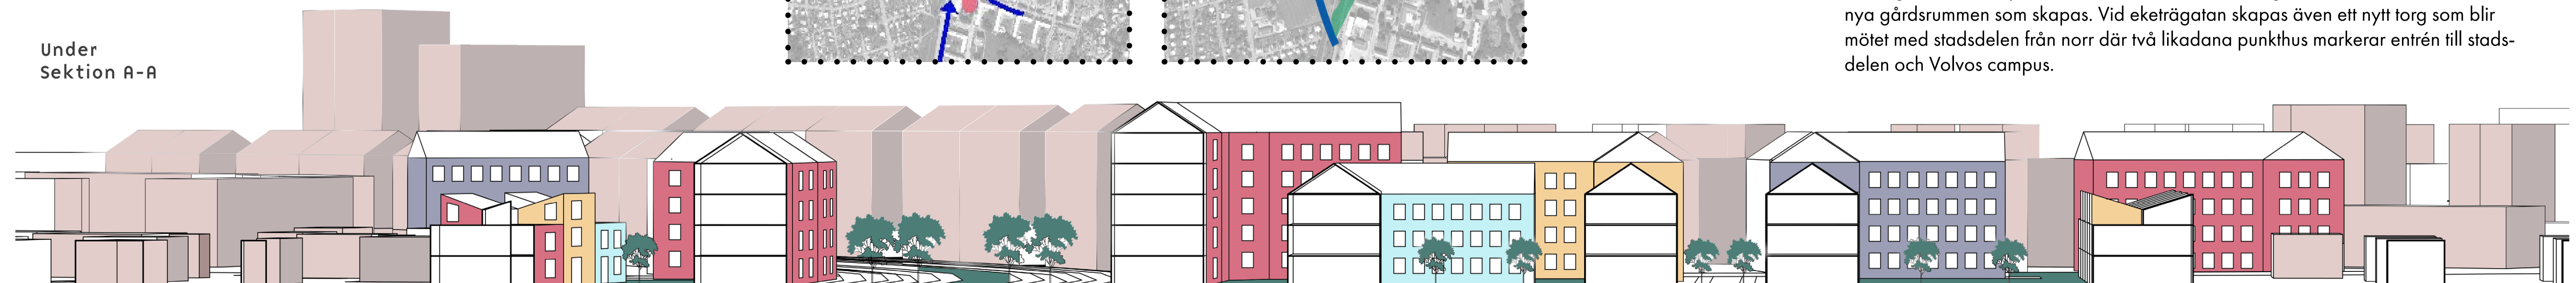 Under
Sektion A-A
nya gårdsrummen som skapas. Vid eketrägatan skapas även ett nytt torg som blir
mötet med stadsdelen från norr där två likadana punkthus markerar entrén till stads-
delen och Volvos campus.